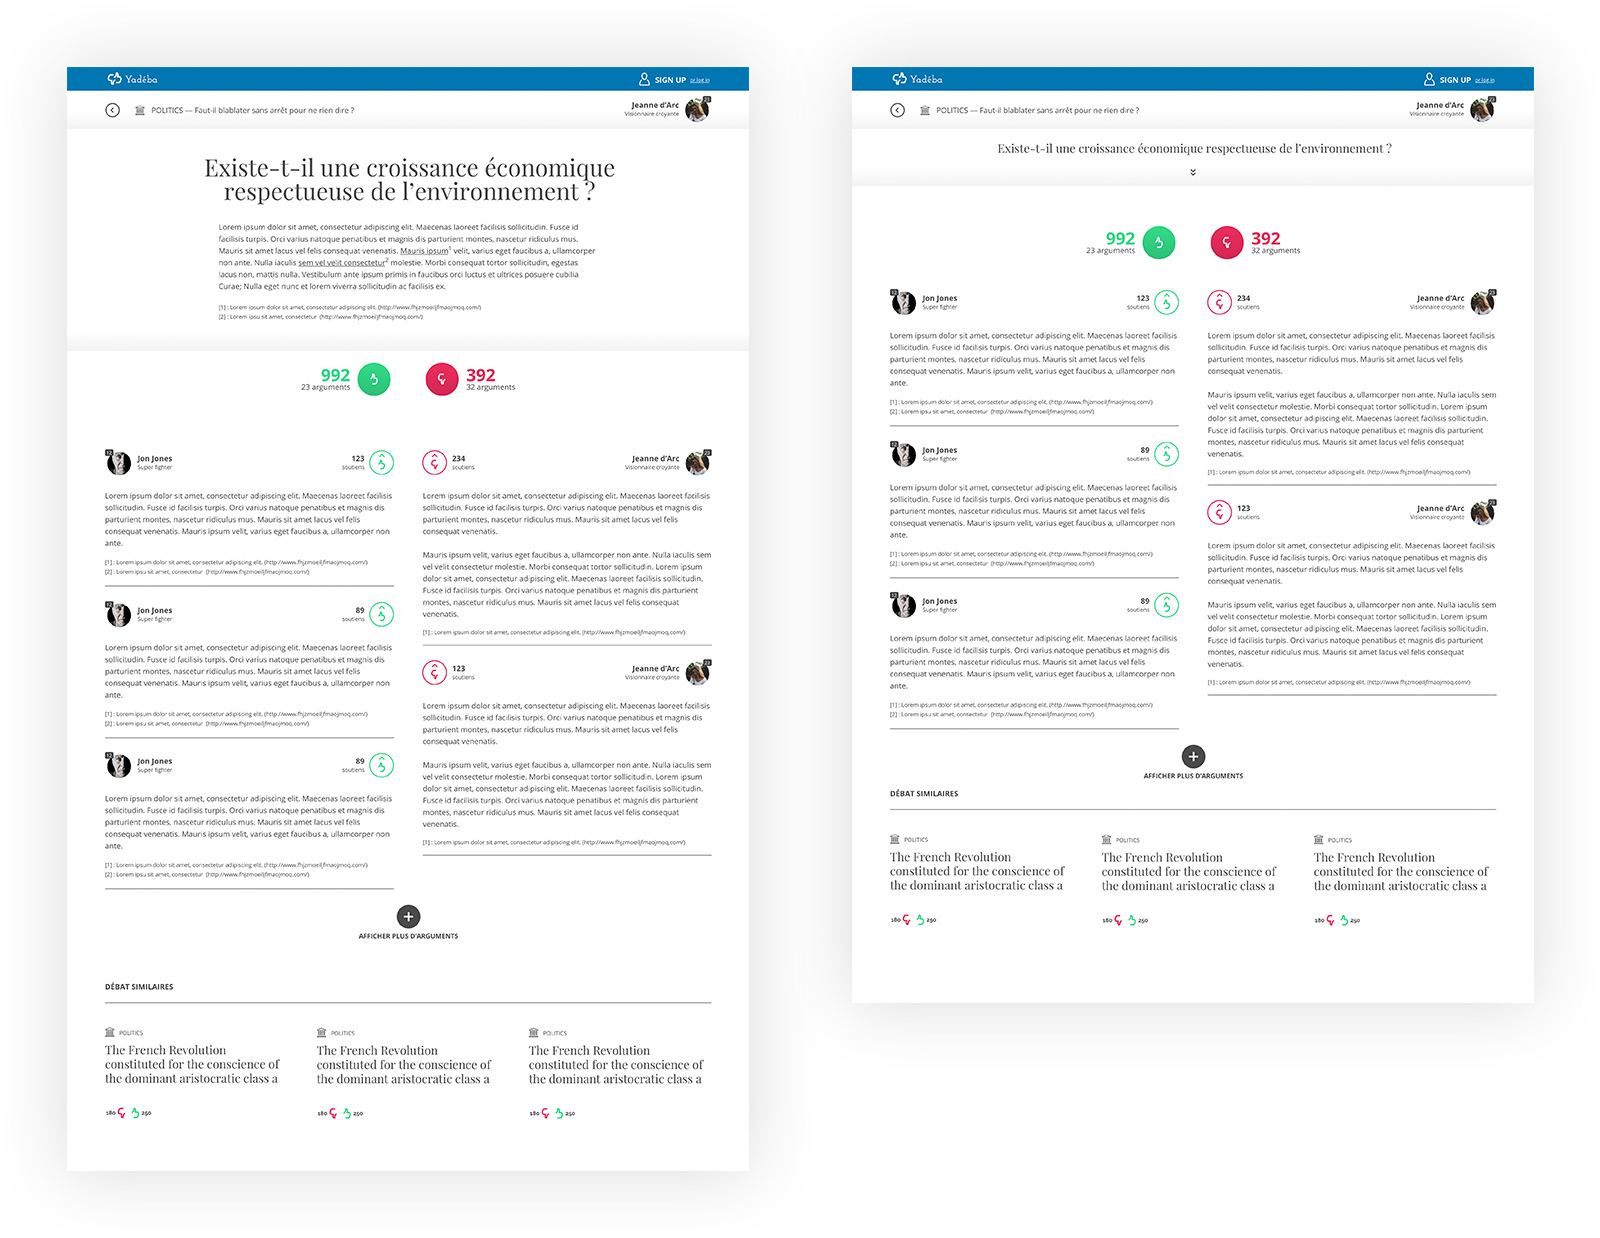 Yadéba
SIGN UP or log in
POLITICS — Faut-il blablater sans arrêt pour ne rien dire ?
Jeanne d'Arc
23
Visionnaire croyante
Existe-t-il une croissance économique
respectueuse de l'environnement ?
Lorem ipsum dolor sit amet, consectetur adipiscing elit. Maecenas laoreet facilisis sollicitudin. Fusce id
facilisis turpis. Orci varius natoque penatibus et magnis dis parturient montes, nascetur ridiculus mus.
Mauris sit amet lacus vel felis consequat venenatis. Mauris ipsum1 velit, varius eget faucibus a, ullamcorper
non ante. Nulla iaculis sem vel velit consectetur2 molestie. Morbi consequat tortor sollicitudin, egestas
lacus non, mattis nulla. Vestibulum ante ipsum primis in faucibus orci luctus et ultrices posuere cubilia
Curae; Nulla eget nunc et lorem viverra sollicitudin ac facilisis ex.
[1] : Lorem ipsum dolor sit amet, consectetur adipiscing elit. (http://www.fhjzmoeiljfmaojmoq.com/)
[2] : Lorem ipsu sit amet, consectetur (http://www.fhjzmoeiljfmaojmoq.com/)
992
23 arguments
392
32 arguments
12
Jon Jones
Super fighter
123
soutiens
Lorem ipsum dolor sit amet, consectetur adipiscing elit. Maecenas laoreet facilisis
sollicitudin. Fusce id facilisis turpis. Orci varius natoque penatibus et magnis dis
parturient montes, nascetur ridiculus mus. Mauris sit amet lacus vel felis
consequat venenatis. Mauris ipsum velit, varius eget faucibus a, ullamcorper non
ante.
[1] : Lorem ipsum dolor sit amet, consectetur adipiscing elit. (http://www.fhjzmoeiljfmaojmoq.com/)
[2] : Lorem ipsu sit amet, consectetur (http://www.fhjzmoeiljfmaojmoq.com/)
12
Jon Jones
Super fighter
89
soutiens
Lorem ipsum dolor sit amet, consectetur adipiscing elit. Maecenas laoreet facilisis
sollicitudin. Fusce id facilisis turpis. Orci varius natoque penatibus et magnis dis
parturient montes, nascetur ridiculus mus. Mauris sit amet lacus vel felis
consequat venenatis. Mauris ipsum velit, varius eget faucibus a, ullamcorper non
ante.
[1] : Lorem ipsum dolor sit amet, consectetur adipiscing elit. (http://www.fhjzmoeiljfmaojmoq.com/)
[2] : Lorem ipsu sit amet, consectetur (http://www.fhjzmoeiljfmaojmoq.com/)
12
Jon Jones
Super fighter
89
soutiens
Lorem ipsum dolor sit amet, consectetur adipiscing elit. Maecenas laoreet facilisis
sollicitudin. Fusce id facilisis turpis. Orci varius natoque penatibus et magnis dis
parturient montes, nascetur ridiculus mus. Mauris sit amet lacus vel felis
consequat venenatis. Mauris ipsum velit, varius eget faucibus a, ullamcorper non
ante.
[1] : Lorem ipsum dolor sit amet, consectetur adipiscing elit. (http://www.fhjzmoeiljfmaojmoq.com/)
[2] : Lorem ipsu sit amet, consectetur (http://www.fhjzmoeiljfmaojmoq.com/)
234
soutiens
Jeanne d'Arc
23
Visionnaire croyante
Lorem ipsum dolor sit amet, consectetur adipiscing elit. Maecenas laoreet facilisis
sollicitudin. Fusce id facilisis turpis. Orci varius natoque penatibus et magnis dis
parturient montes, nascetur ridiculus mus. Mauris sit amet lacus vel felis
consequat venenatis.
Mauris ipsum velit, varius eget faucibus a, ullamcorper non ante. Nulla iaculis sem
vel velit consectetur molestie. Morbi consequat tortor sollicitudin. Lorem ipsum
dolor sit amet, consectetur adipiscing elit. Maecenas laoreet facilisis sollicitudin.
Fusce id facilisis turpis. Orci varius natoque penatibus et magnis dis parturient
montes, nascetur ridiculus mus. Mauris sit amet lacus vel felis consequat
venenatis.
[1] : Lorem ipsum dolor sit amet, consectetur adipiscing elit. (http://www.fhjzmoeiljfmaojmoq.com/)
123
soutiens
Jeanne d'Arc
23
Visionnaire croyante
Lorem ipsum dolor sit amet, consectetur adipiscing elit. Maecenas laoreet facilisis
sollicitudin. Fusce id facilisis turpis. Orci varius natoque penatibus et magnis dis
parturient montes, nascetur ridiculus mus. Mauris sit amet lacus vel felis
consequat venenatis.
Mauris ipsum velit, varius eget faucibus a, ullamcorper non ante. Nulla iaculis sem
vel velit consectetur molestie. Morbi consequat tortor sollicitudin. Lorem ipsum
dolor sit amet, consectetur adipiscing elit. Maecenas laoreet facilisis sollicitudin.
Fusce id facilisis turpis. Orci varius natoque penatibus et magnis dis parturient
montes, nascetur ridiculus mus. Mauris sit amet lacus vel felis consequat
venenatis.
[1] : Lorem ipsum dolor sit amet, consectetur adipiscing elit. (http://www.fhjzmoeiljfmaojmoq.com/)
AFFICHER PLUS D'ARGUMENTS
DÉBAT SIMILAIRES
POLITICS
The French Revolution
constituted for the conscience of
the dominant aristocratic class a
180 250
POLITICS
The French Revolution
constituted for the conscience of
the dominant aristocratic class a
180 250
POLITICS
The French Revolution
constituted for the conscience of
the dominant aristocratic class a
180 250
Yadéba
SIGN UP or log in
POLITICS — Faut-il blablater sans arrêt pour ne rien dire ?
Jeanne d'Arc
23
Visionnaire croyante
Existe-t-il une croissance économique respectueuse de l'environnement ?
992
23 arguments
392
32 arguments
12
Jon Jones
Super fighter
123
soutiens
Lorem ipsum dolor sit amet, consectetur adipiscing elit. Maecenas laoreet facilisis
sollicitudin. Fusce id facilisis turpis. Orci varius natoque penatibus et magnis dis
parturient montes, nascetur ridiculus mus. Mauris sit amet lacus vel felis
consequat venenatis. Mauris ipsum velit, varius eget faucibus a, ullamcorper non
ante.
[1] : Lorem ipsum dolor sit amet, consectetur adipiscing elit. (http://www.fhjzmoeiljfmaojmoq.com/)
[2] : Lorem ipsu sit amet, consectetur (http://www.fhjzmoeiljfmaojmoq.com/)
12
Jon Jones
Super fighter
89
soutiens
Lorem ipsum dolor sit amet, consectetur adipiscing elit. Maecenas laoreet facilisis
sollicitudin. Fusce id facilisis turpis. Orci varius natoque penatibus et magnis dis
parturient montes, nascetur ridiculus mus. Mauris sit amet lacus vel felis
consequat venenatis. Mauris ipsum velit, varius eget faucibus a, ullamcorper non
ante.
[1] : Lorem ipsum dolor sit amet, consectetur adipiscing elit. (http://www.fhjzmoeiljfmaojmoq.com/)
[2] : Lorem ipsu sit amet, consectetur (http://www.fhjzmoeiljfmaojmoq.com/)
12
Jon Jones
Super fighter
89
soutiens
Lorem ipsum dolor sit amet, consectetur adipiscing elit. Maecenas laoreet facilisis
sollicitudin. Fusce id facilisis turpis. Orci varius natoque penatibus et magnis dis
parturient montes, nascetur ridiculus mus. Mauris sit amet lacus vel felis
consequat venenatis. Mauris ipsum velit, varius eget faucibus a, ullamcorper non
ante.
[1] : Lorem ipsum dolor sit amet, consectetur adipiscing elit. (http://www.fhjzmoeiljfmaojmoq.com/)
[2] : Lorem ipsu sit amet, consectetur (http://www.fhjzmoeiljfmaojmoq.com/)
234
soutiens
Jeanne d'Arc
23
Visionnaire croyante
Lorem ipsum dolor sit amet, consectetur adipiscing elit. Maecenas laoreet facilisis
sollicitudin. Fusce id facilisis turpis. Orci varius natoque penatibus et magnis dis
parturient montes, nascetur ridiculus mus. Mauris sit amet lacus vel felis
consequat venenatis.
Mauris ipsum velit, varius eget faucibus a, ullamcorper non ante. Nulla iaculis sem
vel velit consectetur molestie. Morbi consequat tortor sollicitudin. Lorem ipsum
dolor sit amet, consectetur adipiscing elit. Maecenas laoreet facilisis sollicitudin.
Fusce id facilisis turpis. Orci varius natoque penatibus et magnis dis parturient
montes, nascetur ridiculus mus. Mauris sit amet lacus vel felis consequat
venenatis.
[1] : Lorem ipsum dolor sit amet, consectetur adipiscing elit. (http://www.fhjzmoeiljfmaojmoq.com/)
123
soutiens
Jeanne d'Arc
23
Visionnaire croyante
Lorem ipsum dolor sit amet, consectetur adipiscing elit. Maecenas laoreet facilisis
sollicitudin. Fusce id facilisis turpis. Orci varius natoque penatibus et magnis dis
parturient montes, nascetur ridiculus mus. Mauris sit amet lacus vel felis
consequat venenatis.
Mauris ipsum velit, varius eget faucibus a, ullamcorper non ante. Nulla iaculis sem
vel velit consectetur molestie. Morbi consequat tortor sollicitudin. Lorem ipsum
dolor sit amet, consectetur adipiscing elit. Maecenas laoreet facilisis sollicitudin.
Fusce id facilisis turpis. Orci varius natoque penatibus et magnis dis parturient
montes, nascetur ridiculus mus. Mauris sit amet lacus vel felis consequat
venenatis.
[1] : Lorem ipsum dolor sit amet, consectetur adipiscing elit. (http://www.fhjzmoeiljfmaojmoq.com/)
AFFICHER PLUS D'ARGUMENTS
DÉBAT SIMILAIRES
POLITICS
The French Revolution
constituted for the conscience of
the dominant aristocratic class a
180 250
POLITICS
The French Revolution
constituted for the conscience of
the dominant aristocratic class a
180 250
POLITICS
The French Revolution
constituted for the conscience of
the dominant aristocratic class a
180 250